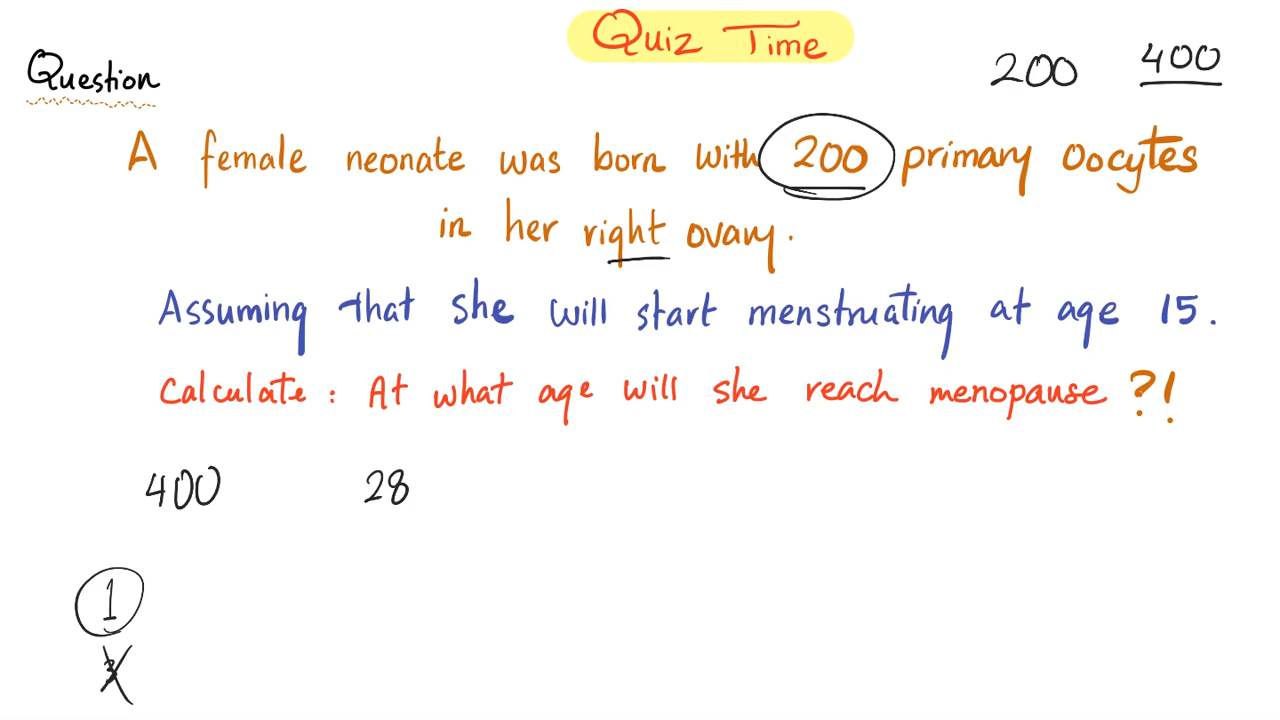 Quiz Time
200 400
Question
A female neonate was born with 200 primary Oocytes
in her right ovary.
Assuming that she will start menstruating at age 15.
Calculate : At what age will she reach menopause ?!
400 28
1